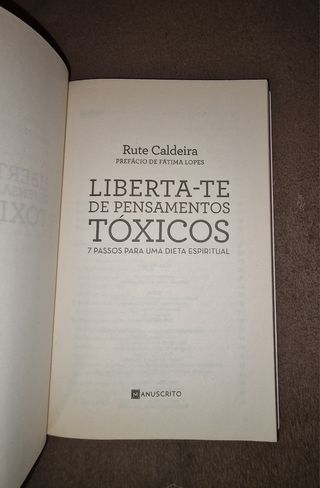 Rute Caldeira
PREFÁCIO DE FÁTIMA LOPES
LIBERTA-TE
DE PENSAMENTOS
TÓXICOS
7 PASSOS PARA UMA DIETA ESPIRITUAL
MANUSCRITO